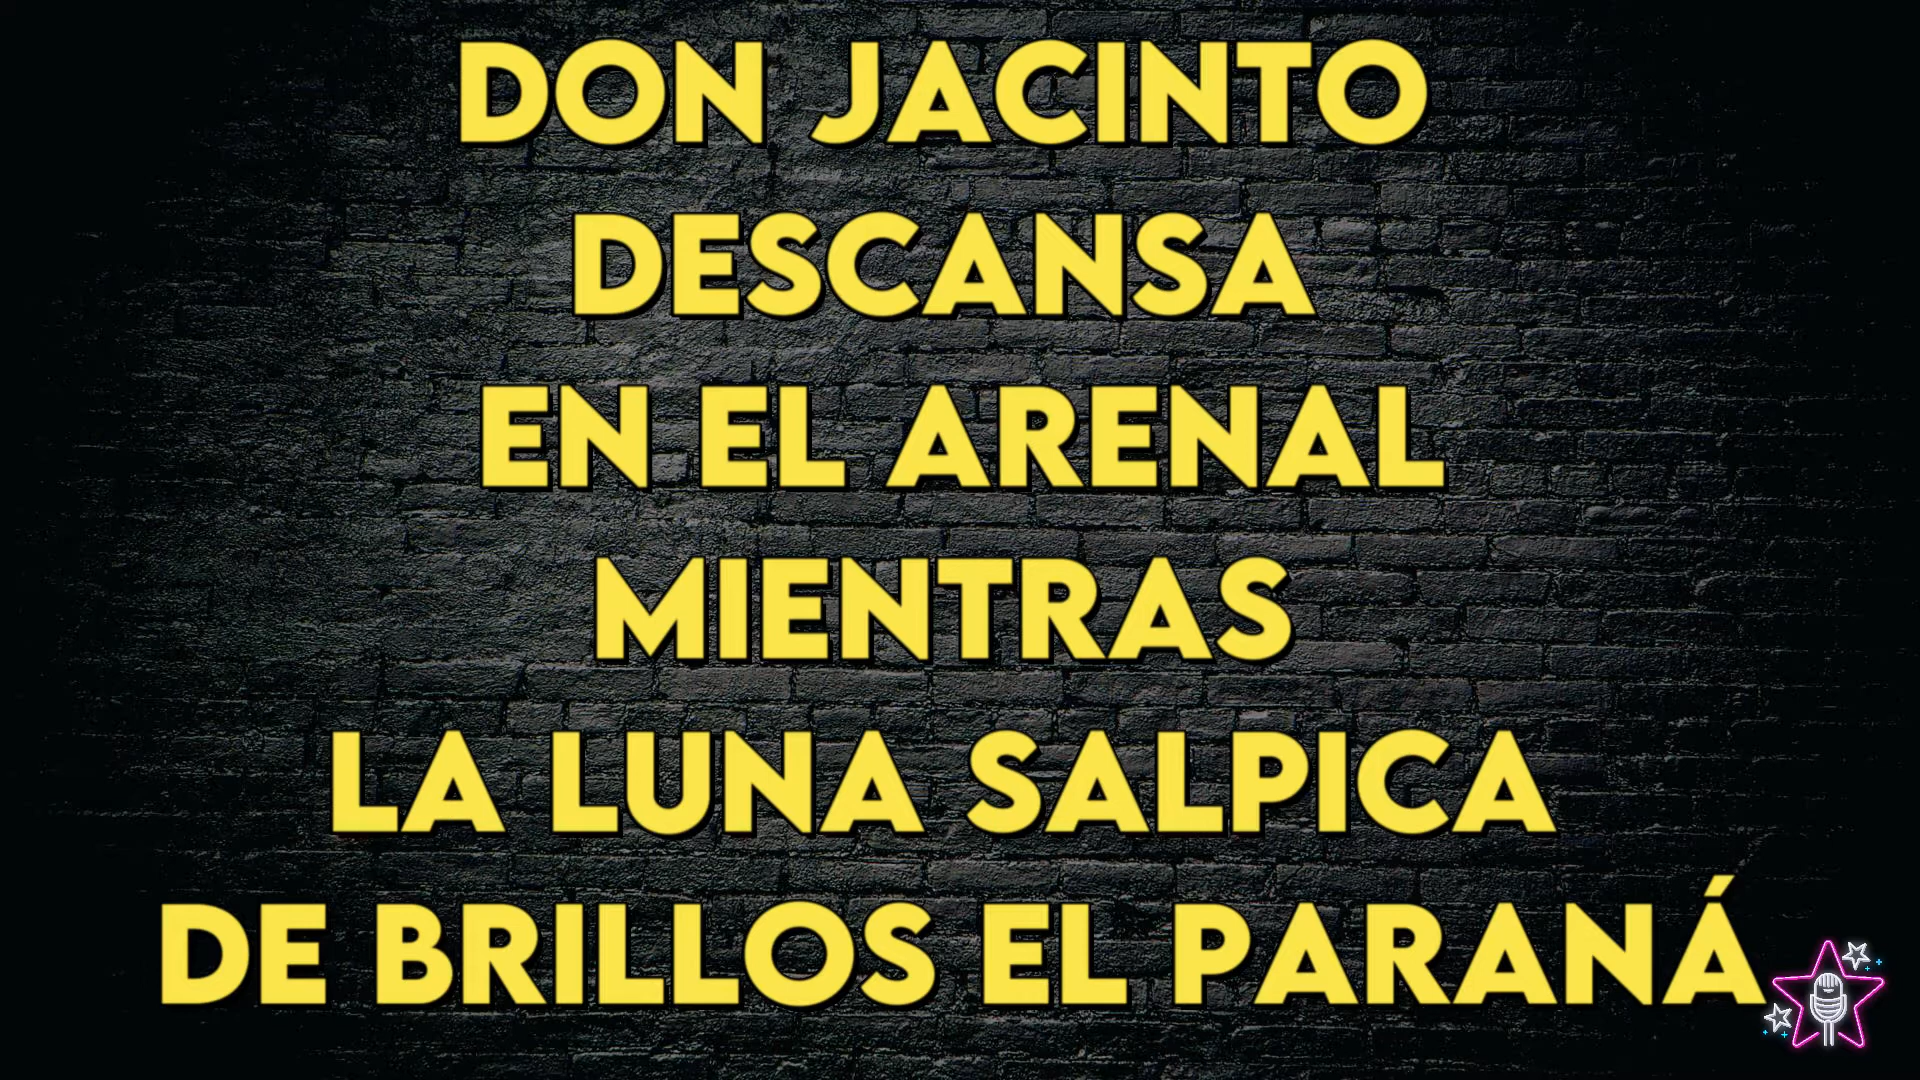 DON JACINTO
DESCANSA
EN EL ARENAL
MIENTRAS
LA LUNA SALPICA
DE BRILLOS EL PARANÁ